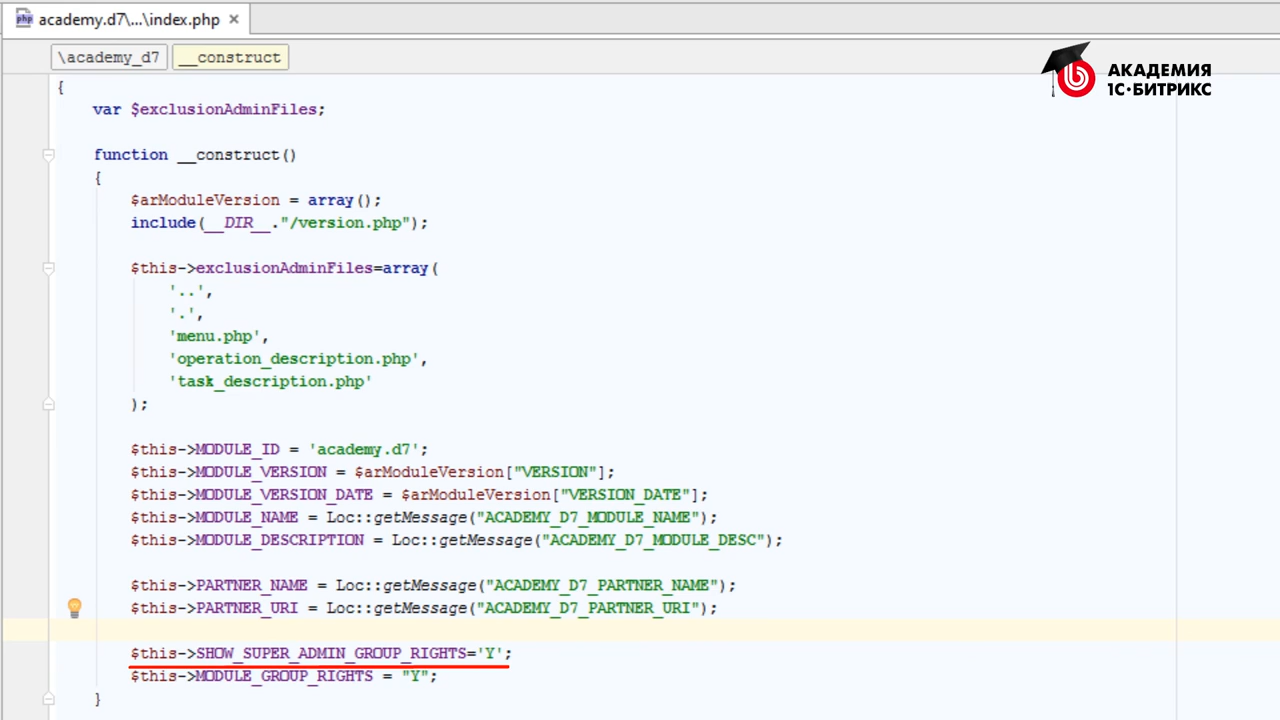 php academy.d7\...\index.php ×
\academy_d7 __construct
АКАДЕМИЯ
1С·БИТРИКС
{
var $exclusionAdminFiles;
function __construct()
{
$arModuleVersion = array();
include(__DIR__."/version.php");
$this->exclusionAdminFiles=array(
'..',
'.',
'menu.php',
'operation_description.php',
'task_description.php'
);
$this->MODULE_ID = 'academy.d7';
$this->MODULE_VERSION = $arModuleVersion["VERSION"];
$this->MODULE_VERSION_DATE = $arModuleVersion["VERSION_DATE"];
$this->MODULE_NAME = Loc::getMessage("ACADEMY_D7_MODULE_NAME");
$this->MODULE_DESCRIPTION = Loc::getMessage("ACADEMY_D7_MODULE_DESC");
$this->PARTNER_NAME = Loc::getMessage("ACADEMY_D7_PARTNER_NAME");
$this->PARTNER_URI = Loc::getMessage("ACADEMY_D7_PARTNER_URI");
$this->SHOW_SUPER_ADMIN_GROUP_RIGHTS='Y';
$this->MODULE_GROUP_RIGHTS = "Y";
}